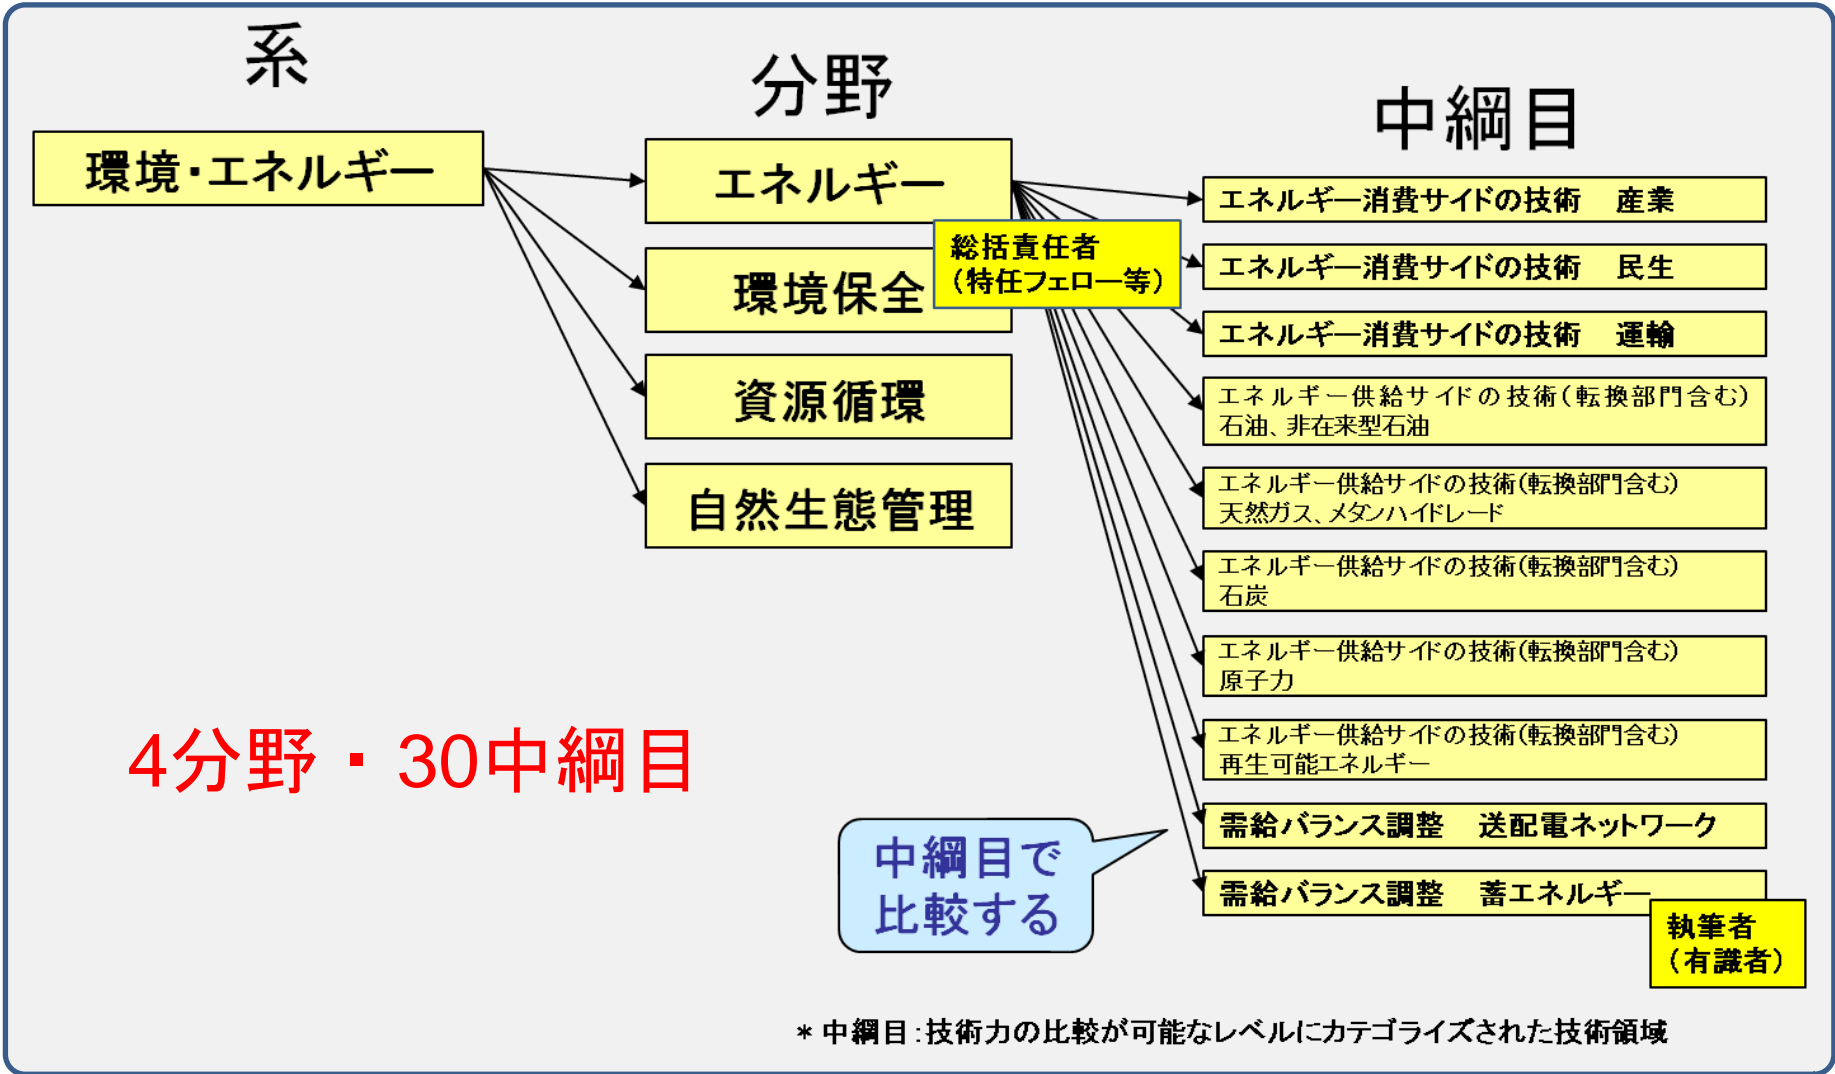 系
分野
中綱目
環境・エネルギー
エネルギー
環境保全
資源循環
自然生態管理
総括責任者
（特任フェロー等）
エネルギー消費サイドの技術　産業
エネルギー消費サイドの技術　民生
エネルギー消費サイドの技術　運輸
エネルギー供給サイドの技術（転換部門含む）
石油、非在来型石油
エネルギー供給サイドの技術（転換部門含む）
天然ガス、メタンハイドレード
エネルギー供給サイドの技術（転換部門含む）
石炭
エネルギー供給サイドの技術（転換部門含む）
原子力
エネルギー供給サイドの技術（転換部門含む）
再生可能エネルギー
需給バランス調整　送配電ネットワーク
需給バランス調整　蓄エネルギー
執筆者
（有識者）
4分野・30中綱目
中綱目で
比較する
＊中綱目：技術力の比較が可能なレベルにカテゴライズされた技術領域